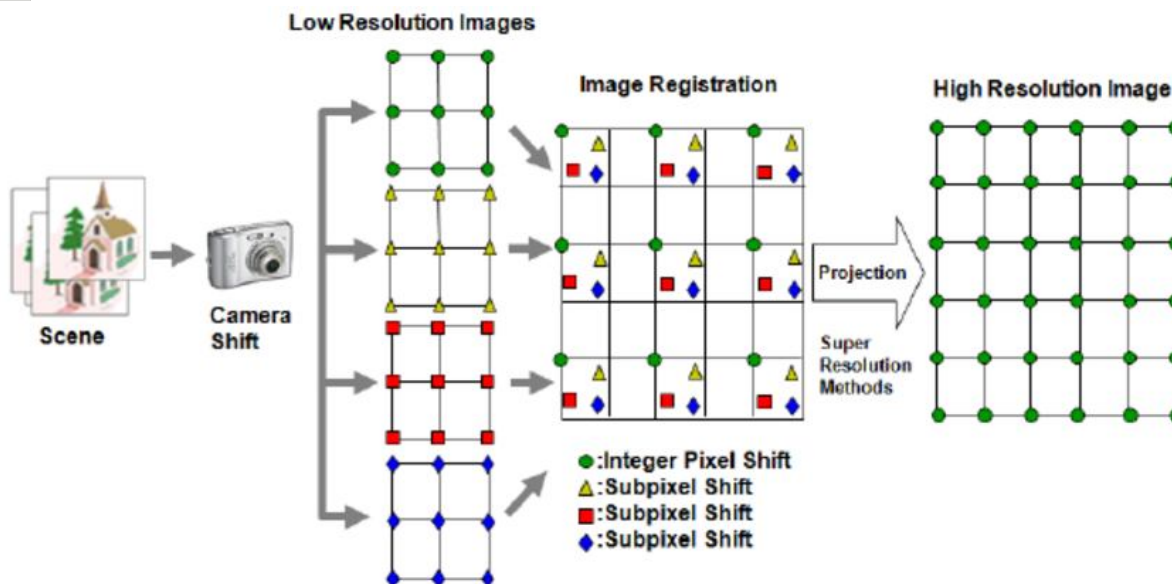 Low Resolution Images
Image Registration
High Resolution Image
Scene
Camera
Shift
Projection
Super
Resolution
Methods
:Integer Pixel Shift
:Subpixel Shift
:Subpixel Shift
:Subpixel Shift